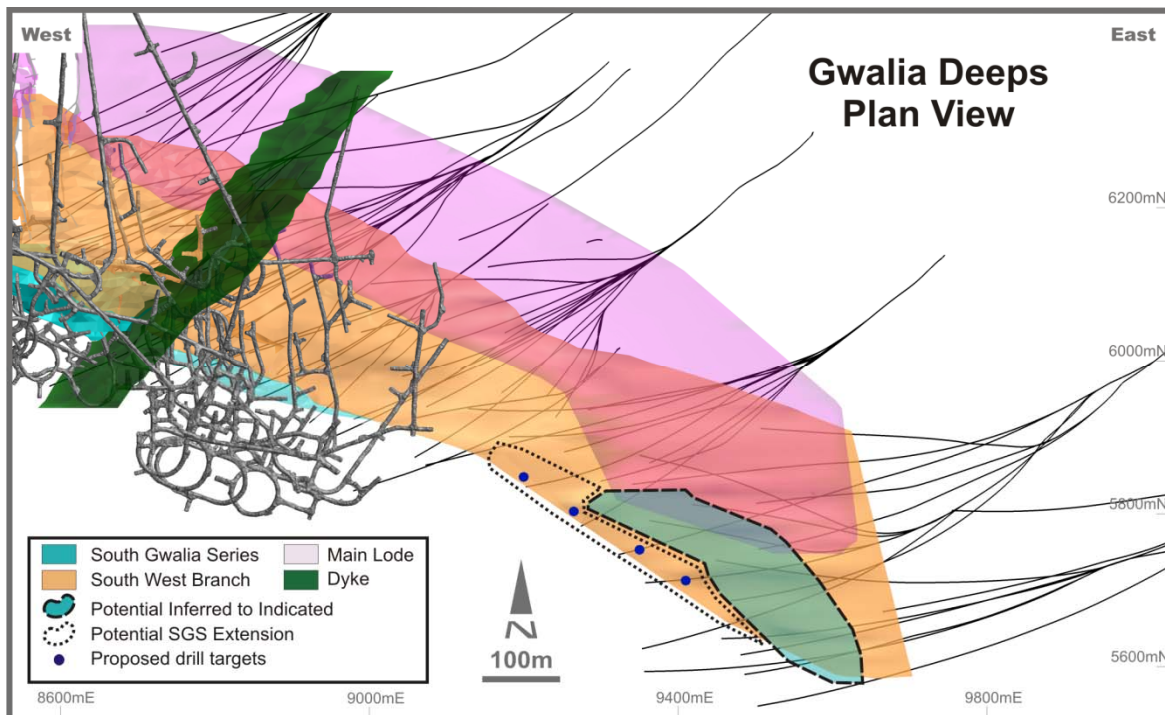 West
East
Gwalia Deeps
Plan View
6200mN
6000mN
5800mN
5600mN
South Gwalia Series
Main Lode
South West Branch
Dyke
Potential Inferred to Indicated
Potential SGS Extension
Proposed drill targets
N
100m
8600mE
9000mE
9400mE
9800mE